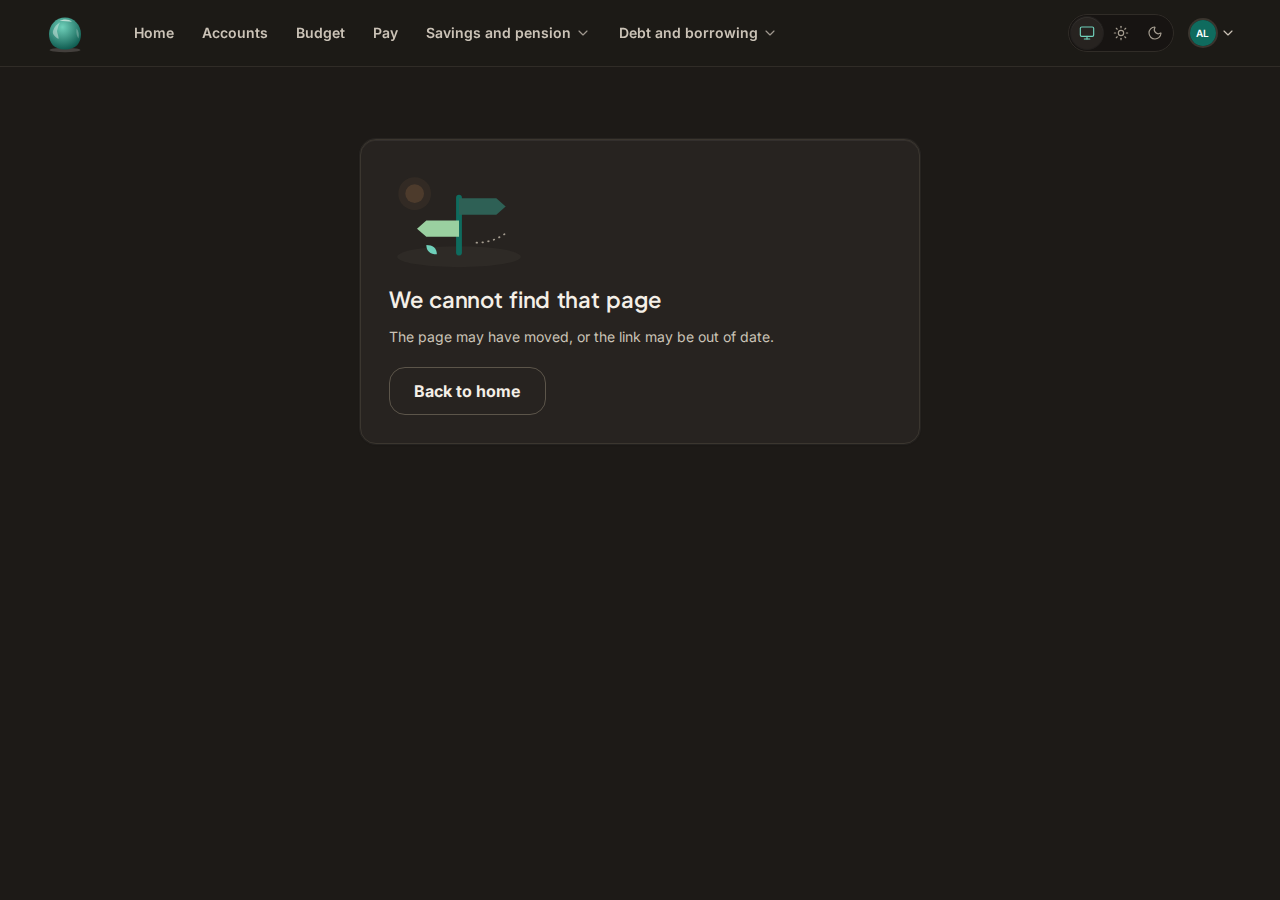 Home
Accounts
Budget
Pay
Savings and pension
Debt and borrowing
AL
We cannot find that page
The page may have moved, or the link may be out of date.
Back to home